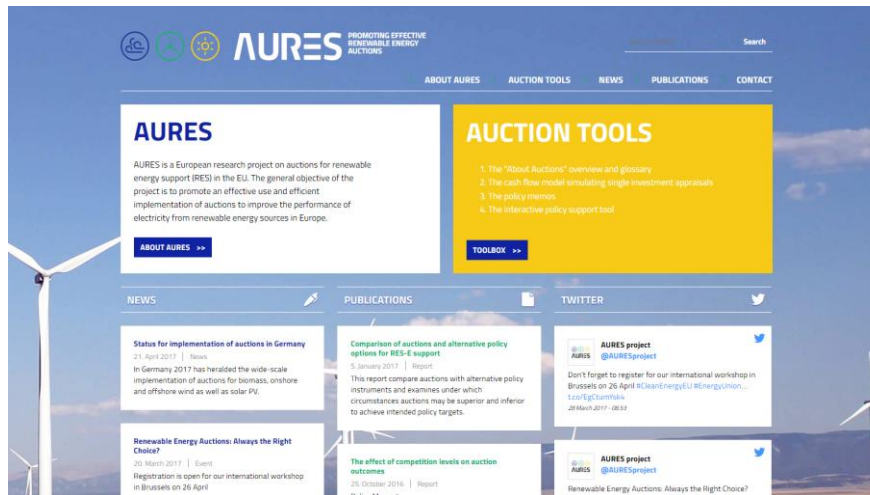 AURES
PROMOTING EFFECTIVE
RENEWABLE ENERGY
AUCTIONS
Search
ABOUT AURES
AUCTION TOOLS
NEWS
PUBLICATIONS
CONTACT
AURES
AURES is a European research project on auctions for renewable
energy support (RES) in the EU. The general objective of the
project is to promote an effective use and efficient
implementation of auctions to improve the performance of
electricity from renewable energy sources in Europe.
ABOUT AURES >>
AUCTION TOOLS
1. The "About Auctions" overview and glossary
2. The cash flow model simulating single investment appraisals
3. The policy memos
4. The interactive policy support tool
TOOLBOX >>
NEWS
Status for implementation of auctions in Germany
21. April 2017 | News
In Germany 2017 has heralded the wide-scale
implementation of auctions for biomass, onshore
and offshore wind as well as solar PV.
Renewable Energy Auctions: Always the Right
Choice?
20. March 2017 | Event
Registration is open for our international workshop
in Brussels on 26 April
PUBLICATIONS
Comparison of auctions and alternative policy
options for RES-E support
5. January 2017 | Report
This report compare auctions with alternative policy
instruments and examines under which
circumstances auctions may be superior and inferior
to achieve intended policy targets.
The effect of competition levels on auction
outcomes
25. October 2016 | Report
TWITTER
AURES
AURES project
@AURESproject
Don't forget to register for our international workshop in
Brussels on 26 April #CleanEnergyEU #EnergyUnion...
t.co/EgCtumYok4
28 March 2017 - 08:53
AURES
AURES project
@AURESproject
Renewable Energy Auctions: Always the Right Choice?